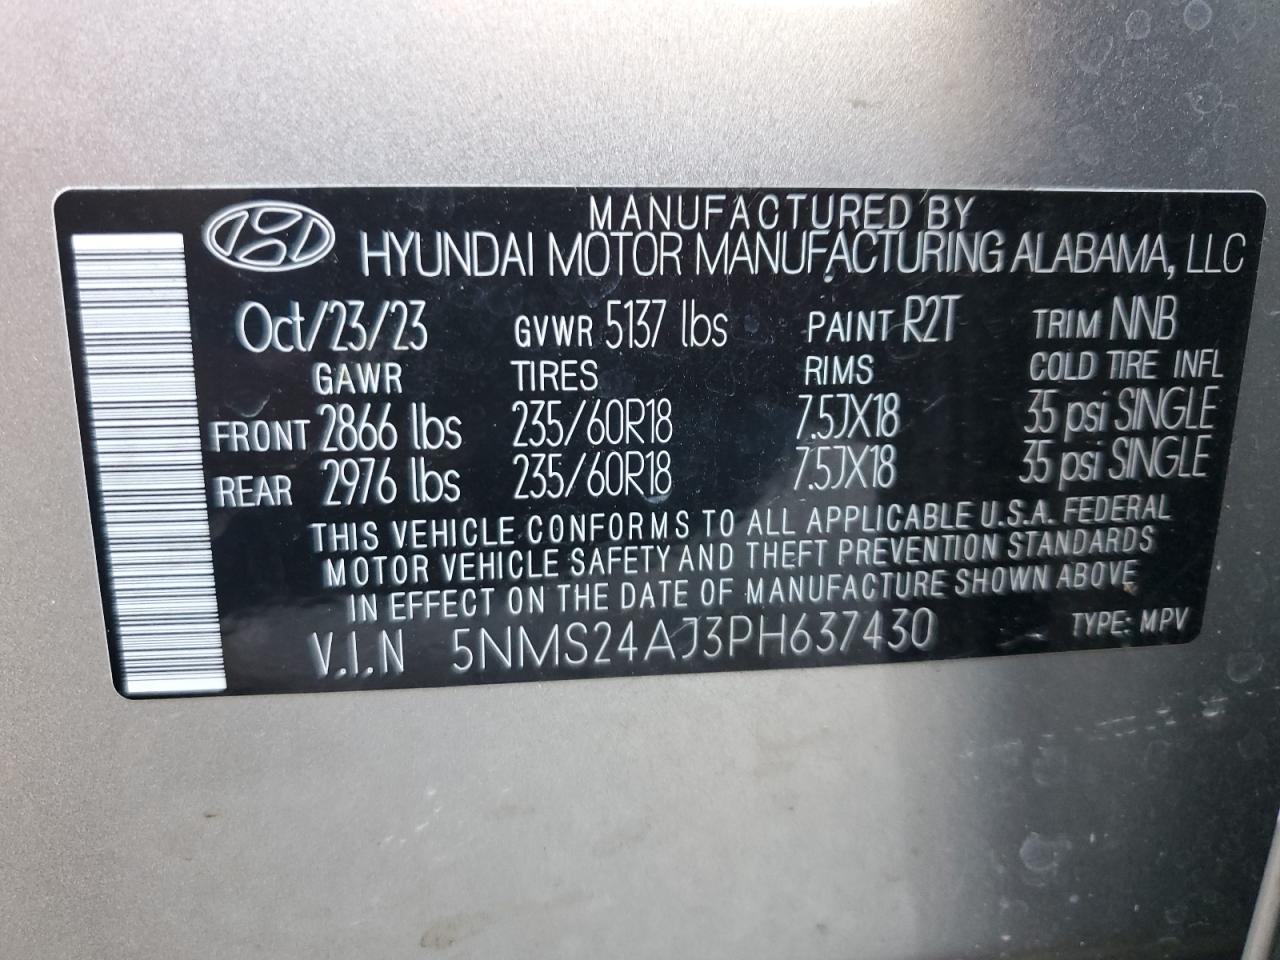 MANUFACTURED BY
HYUNDAI MOTOR MANUFACTURING ALABAMA, LLC
Oct/23/23 GVWR 5137 lbs PAINT R2T TRIM NNB
GAWR TIRES RIMS COLD TIRE INFL
FRONT 2866 lbs 235/60R18 7.5JX18 35 psi SINGLE
REAR 2976 lbs 235/60R18 7.5JX18 35 psi SINGLE
THIS VEHICLE CONFORMS TO ALL APPLICABLE U.S.A. FEDERAL
MOTOR VEHICLE SAFETY AND THEFT PREVENTION STANDARDS
IN EFFECT ON THE DATE OF MANUFACTURE SHOWN ABOVE
V.I.N 5NMS24AJ3PH637430 TYPE: MPV